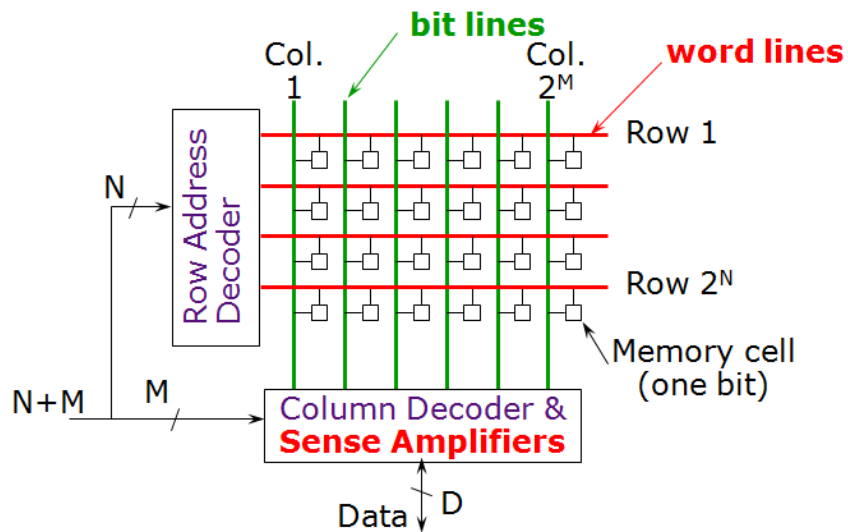 bit lines
Col.
1
Col.
2ᴹ
word lines
Row 1
N
Row Address
Decoder
Row 2ᴺ
Memory cell
(one bit)
N+M
M
Column Decoder &
Sense Amplifiers
D
Data